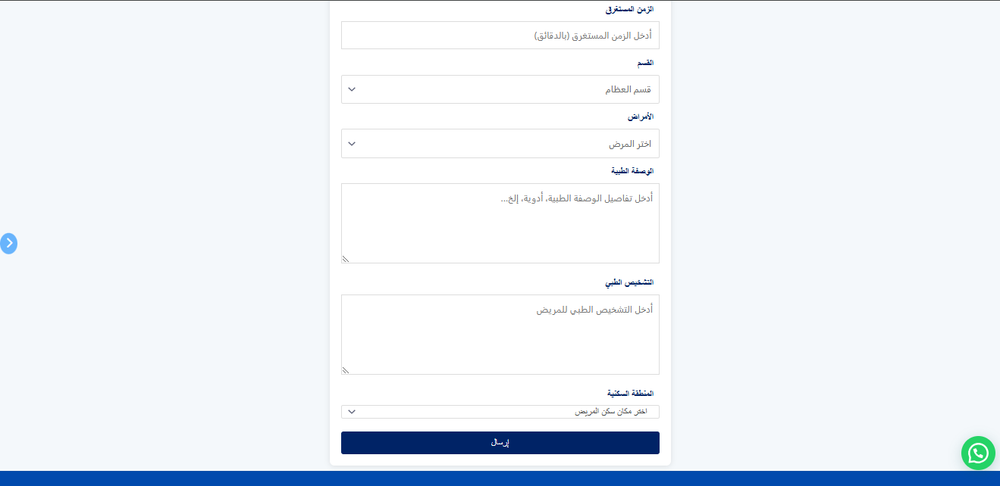 الزمن المستغرق
أدخل الزمن المستغرق (بالدقائق)
القسم
قسم العظام
الأمراض
اختر المرض
الوصفة الطبية
أدخل تفاصيل الوصفة الطبية، أدوية، إلخ...
التشخيص الطبي
أدخل التشخيص الطبي للمريض
المنطقة السكنية
اختر مكان سكن المريض
إرسال